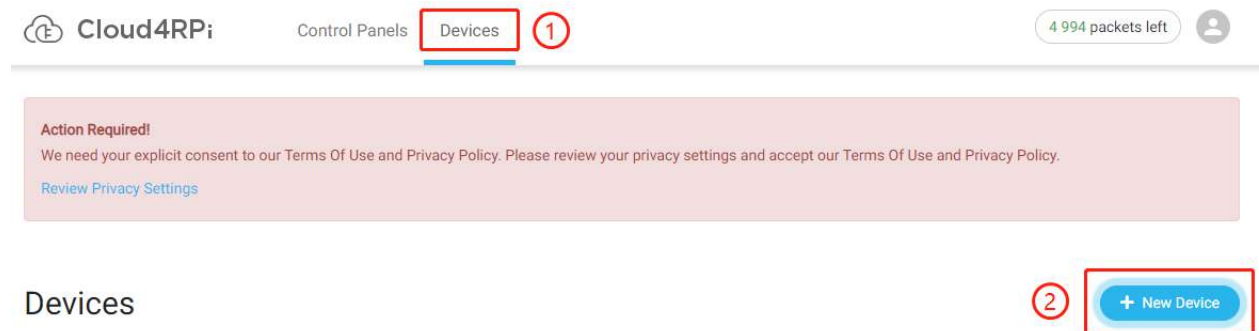 Cloud4RPi Control Panels Devices ① 4 994 packets left
Action Required!
We need your explicit consent to our Terms Of Use and Privacy Policy. Please review your privacy settings and accept our Terms Of Use and Privacy Policy.
Review Privacy Settings
Devices ② + New Device